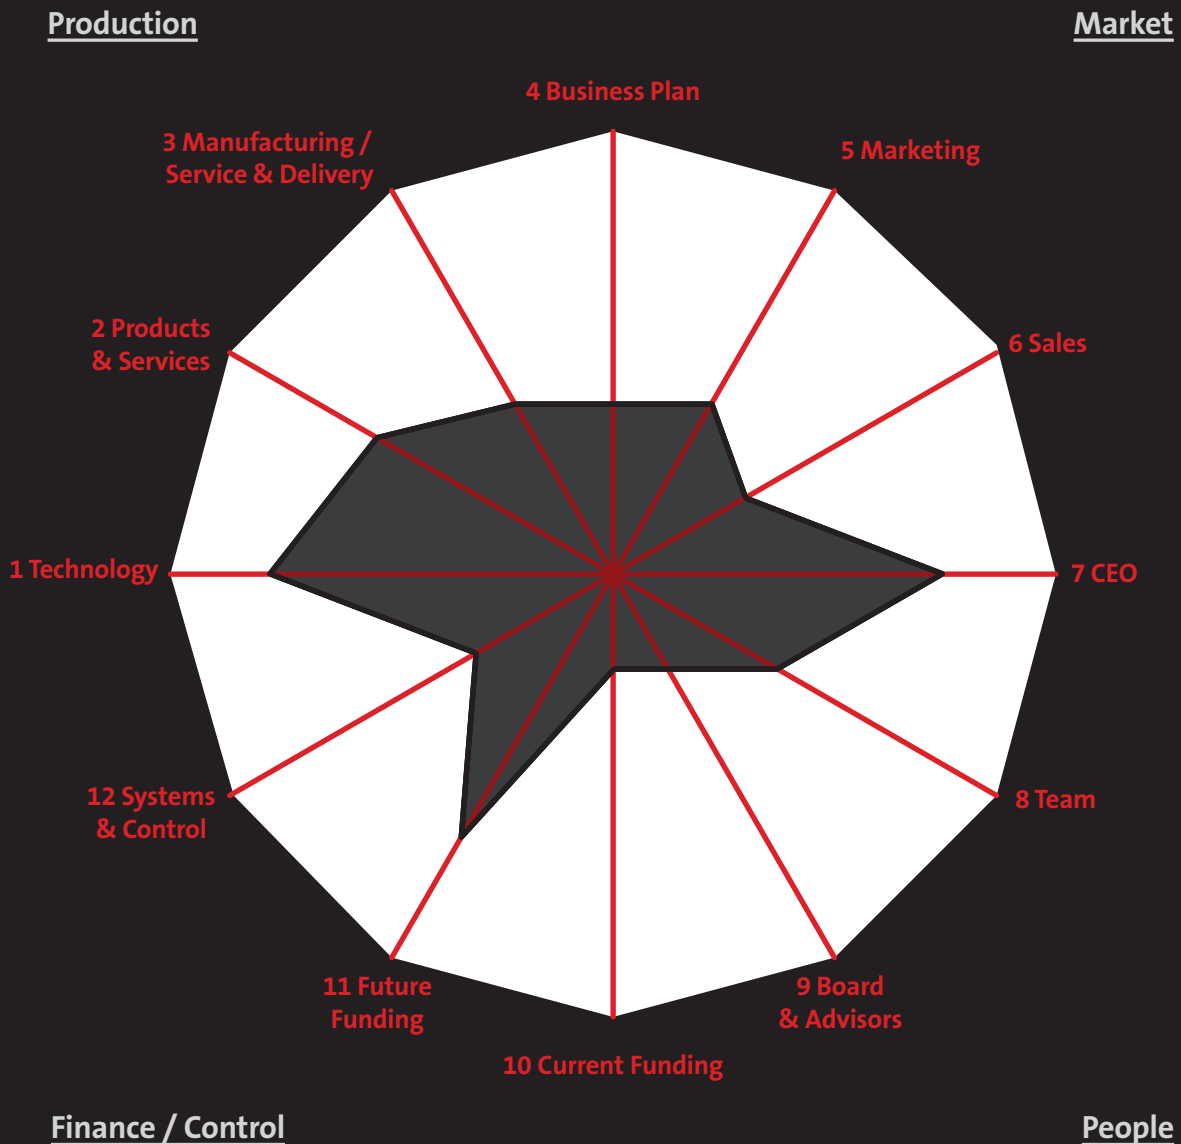 Production
Market
4 Business Plan
3 Manufacturing /
Service & Delivery
5 Marketing
2 Products
& Services
6 Sales
1 Technology
7 CEO
12 Systems
& Control
8 Team
11 Future
Funding
9 Board
& Advisors
10 Current Funding
Finance / Control
People